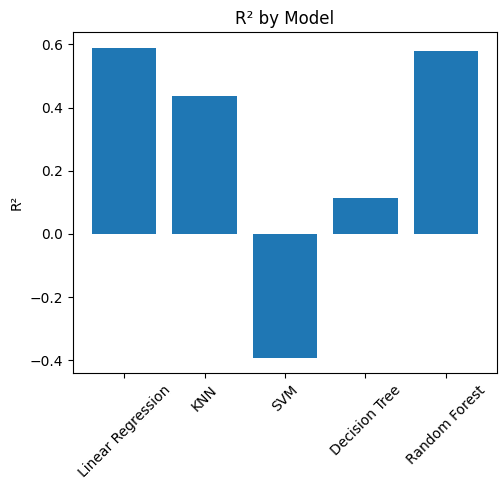 R² by Model
R²
0.6
0.4
0.2
0.0
−0.2
−0.4
Linear Regression
KNN
SVM
Decision Tree
Random Forest